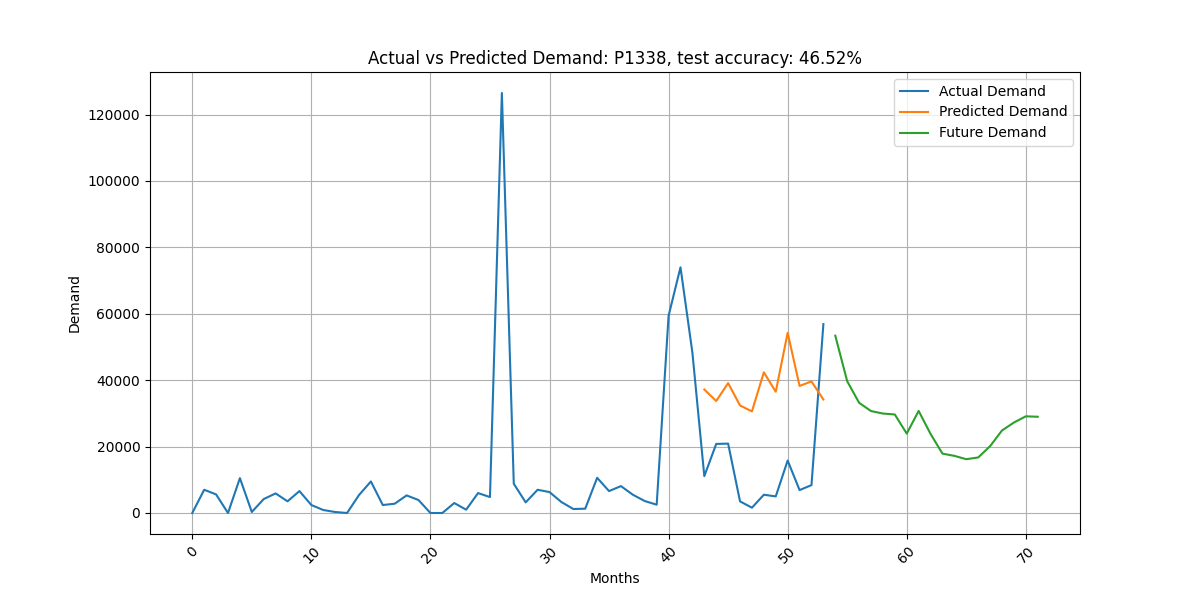 Actual vs Predicted Demand: P1338, test accuracy: 46.52%
Actual Demand
Predicted Demand
Future Demand
120000
100000
80000
60000
40000
20000
0
Demand
0 10 20 30 40 50 60 70
Months